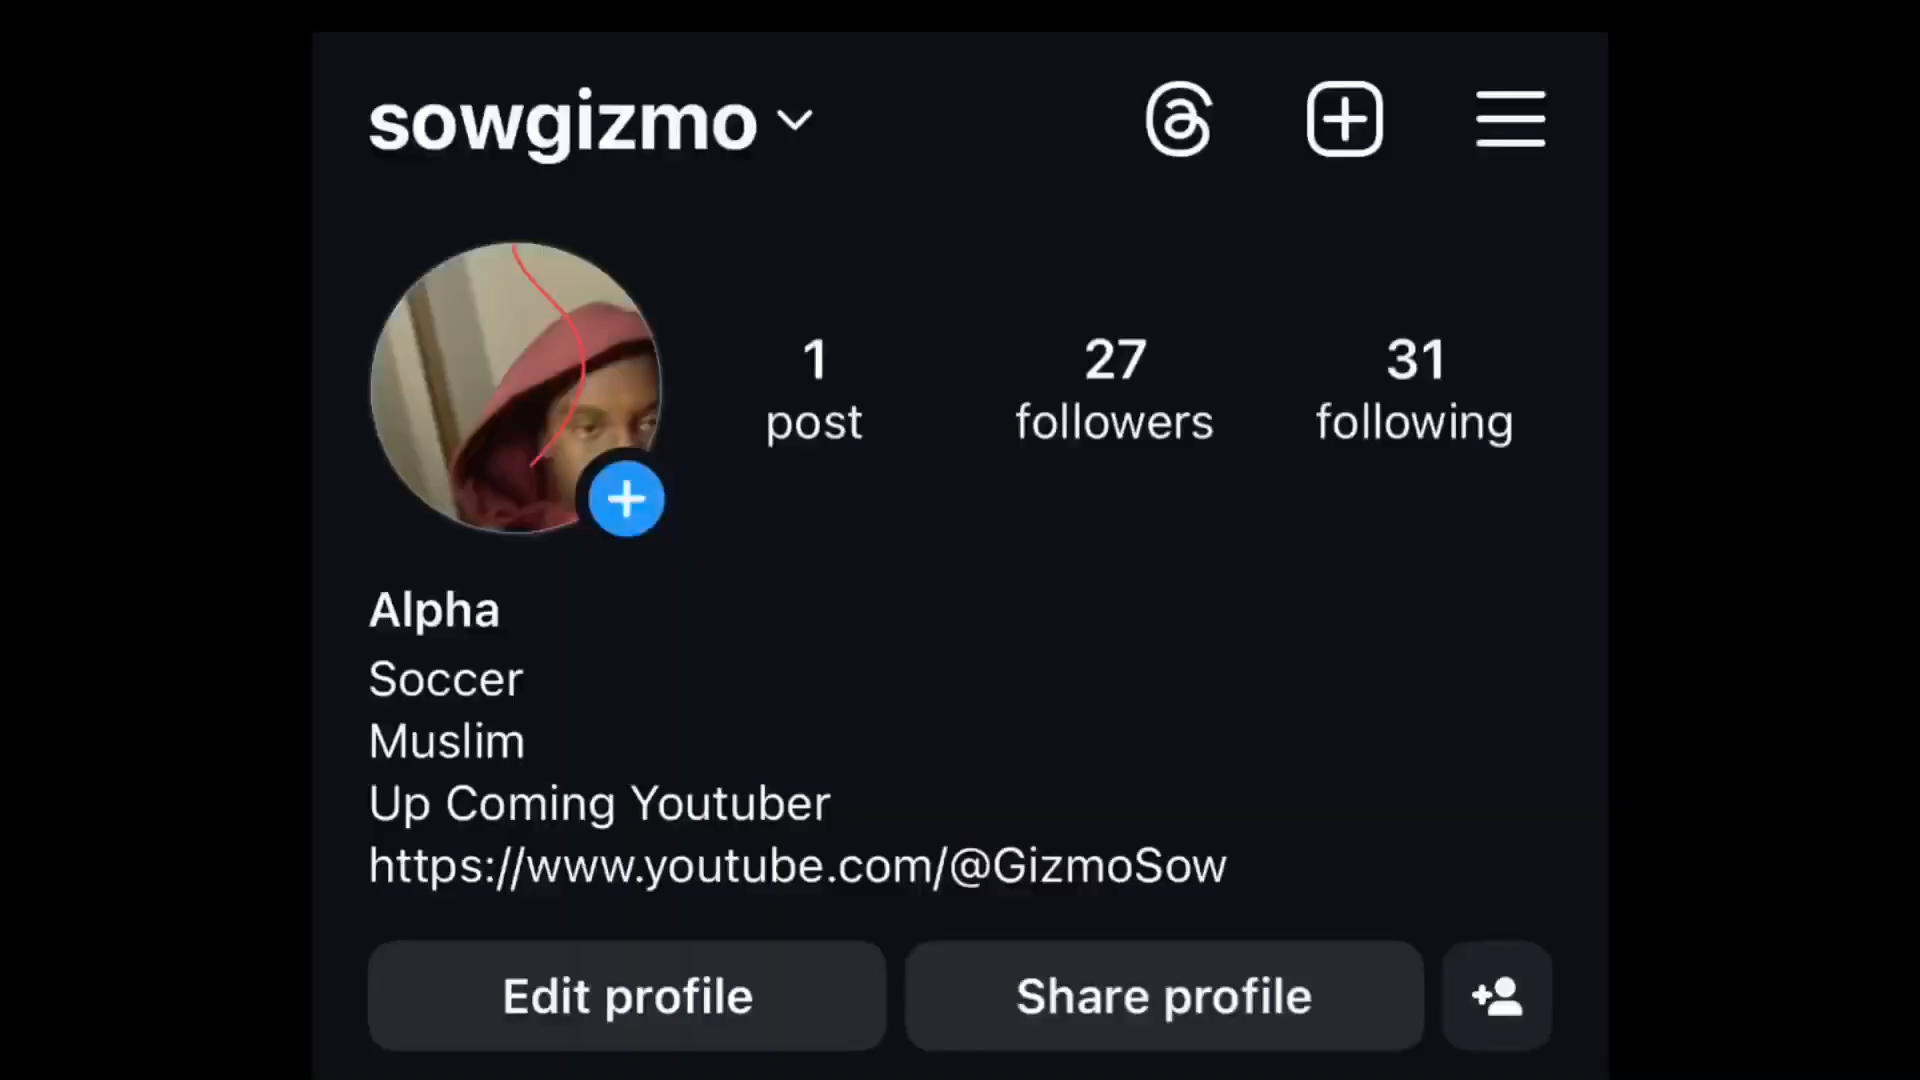 sowgizmo
1 27 31
post followers following
Alpha
Soccer
Muslim
Up Coming Youtuber
https://www.youtube.com/@GizmoSow
Edit profile Share profile